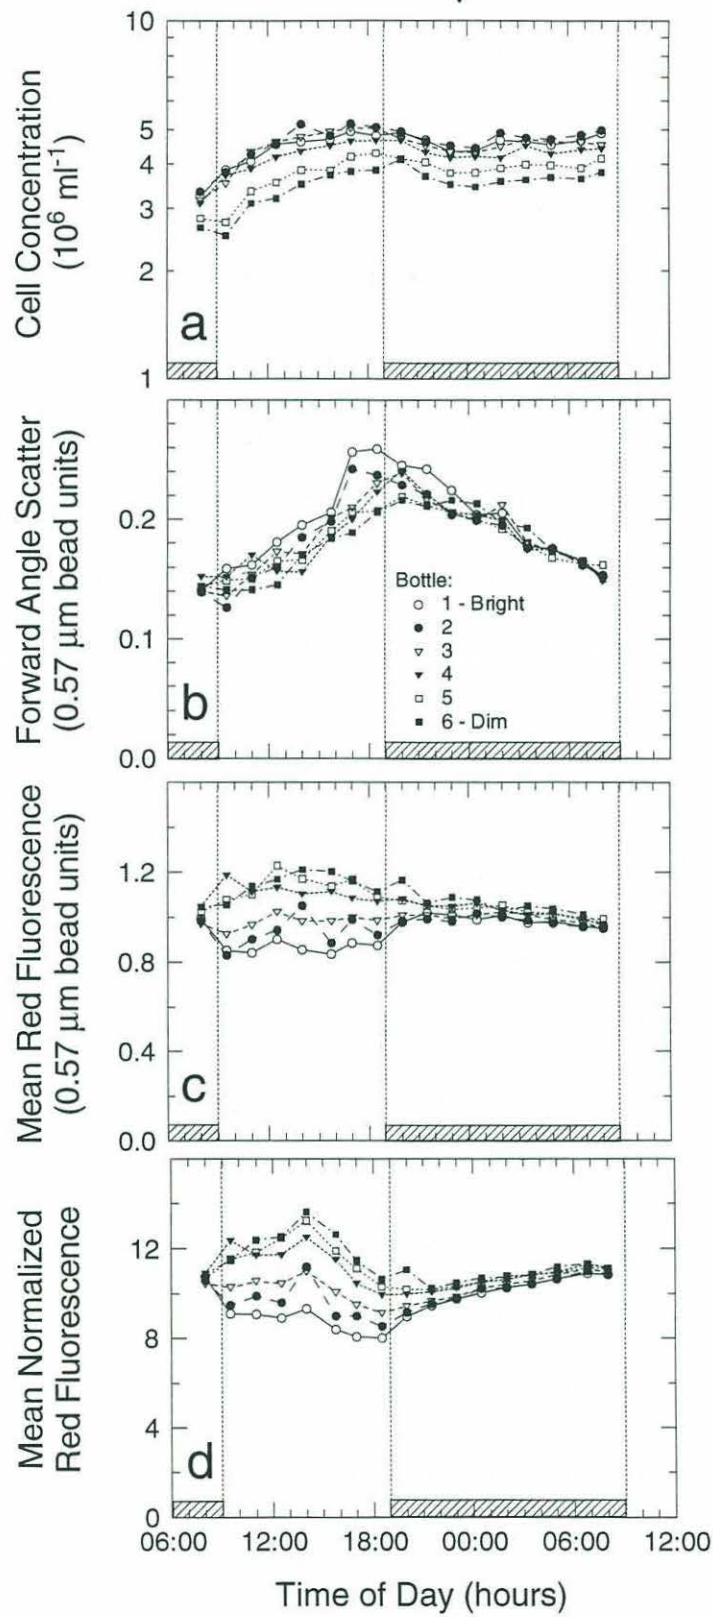 10
5
4
3
2
1
Cell Concentration
(10⁶ ml⁻¹)
a
0.2
0.1
0.0
Forward Angle Scatter
(0.57 µm bead units)
b
Bottle:
1 - Bright
2
3
4
5
6 - Dim
1.2
0.8
0.4
0.0
Mean Red Fluorescence
(0.57 µm bead units)
c
12
8
4
0
Mean Normalized
Red Fluorescence
d
06:00 12:00 18:00 00:00 06:00 12:00
Time of Day (hours)